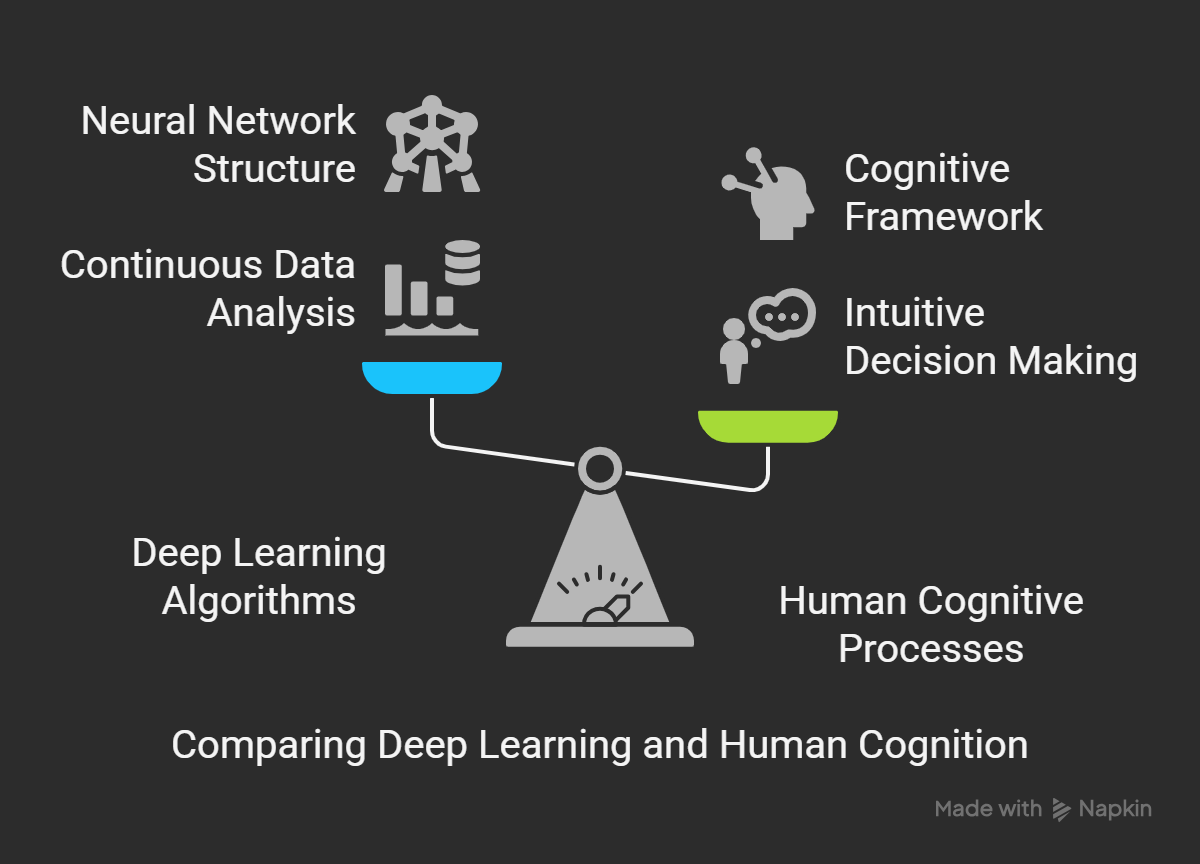 Neural Network
Structure
Continuous Data
Analysis
Cognitive
Framework
Intuitive
Decision Making
Deep Learning
Algorithms
Human Cognitive
Processes
Comparing Deep Learning and Human Cognition
Made with Napkin